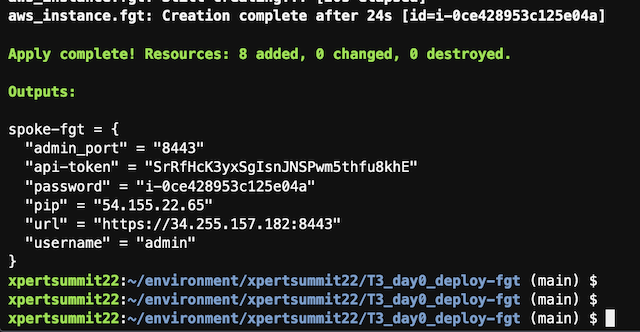 aws_instance.fgt: Creation complete after 24s [id=i-0ce428953c125e04a]
Apply complete! Resources: 8 added, 0 changed, 0 destroyed.
Outputs:
spoke-fgt = {
"admin_port" = "8443"
"api-token" = "SrRfHcK3yxSgIsnJNSPwm5thfu8khE"
"password" = "i-0ce428953c125e04a"
"pip" = "54.155.22.65"
"url" = "https://34.255.157.182:8443"
"username" = "admin"
}
xpertsummit22:~/environment/xpertsummit22/T3_day0_deploy-fgt (main) $
xpertsummit22:~/environment/xpertsummit22/T3_day0_deploy-fgt (main) $
xpertsummit22:~/environment/xpertsummit22/T3_day0_deploy-fgt (main) $